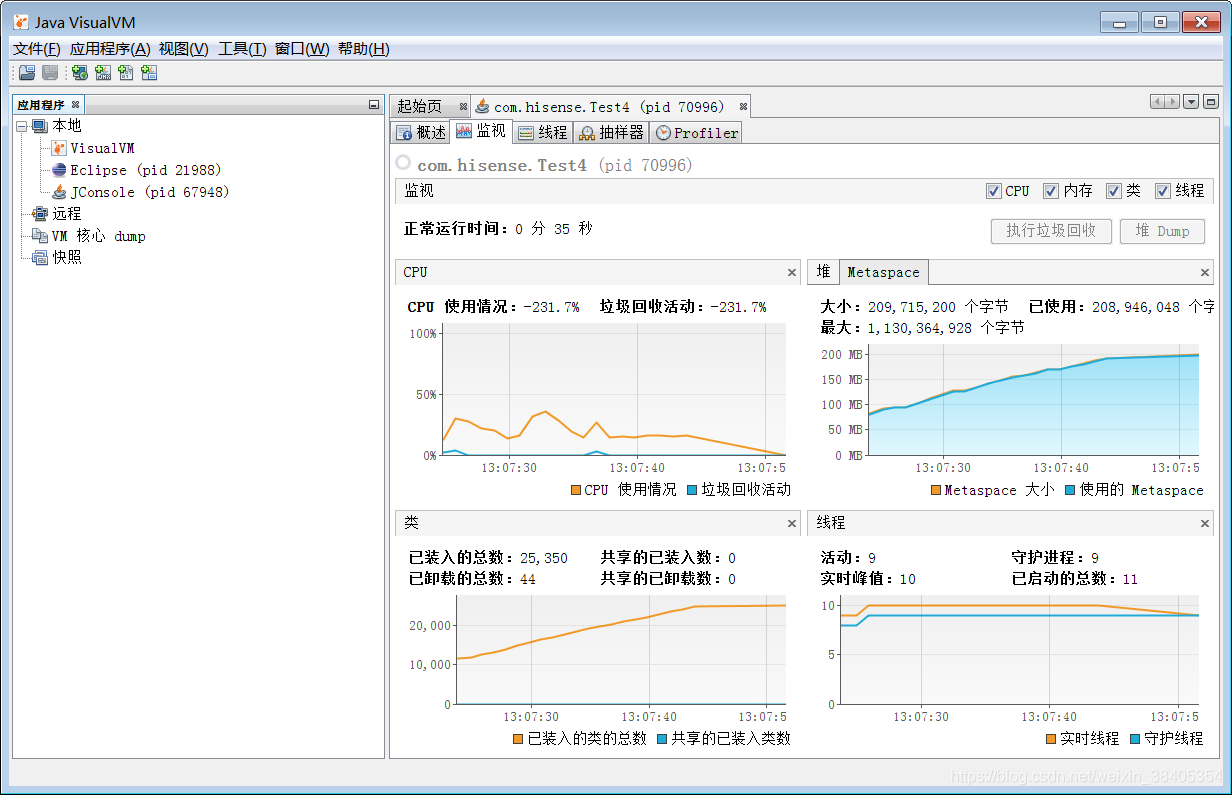 Java VisualVM
文件(F) 应用程序(A) 视图(V) 工具(T) 窗口(W) 帮助(H)
应用程序
本地
VisualVM
Eclipse (pid 21988)
JConsole (pid 67948)
远程
VM 核心 dump
快照
起始页 com.hisense.Test4 (pid 70996)
概述 监视 线程 抽样器 Profiler
com.hisense.Test4 (pid 70996)
监视 CPU 内存 类 线程
正常运行时间：0 分 35 秒 执行垃圾回收 堆 Dump
CPU
CPU 使用情况：-231.7% 垃圾回收活动：-231.7%
100%
50%
0%
13:07:30 13:07:40 13:07:5
CPU 使用情况 垃圾回收活动
堆 Metaspace
大小：209,715,200 个字节 已使用：208,946,048 个字
最大：1,130,364,928 个字节
200 MB
150 MB
100 MB
50 MB
0 MB
13:07:30 13:07:40 13:07:5
Metaspace 大小 使用的 Metaspace
类
已装入的总数：25,350 共享的已装入数：0
已卸载的总数：44 共享的已卸载数：0
20,000
10,000
0
13:07:30 13:07:40 13:07:5
已装入的类的总数 共享的已装入类数
线程
活动：9 守护进程：9
实时峰值：10 已启动的总数：11
10
5
0
13:07:30 13:07:40 13:07:5
实时线程 守护线程
https://blog.csdn.net/weixin_38405354